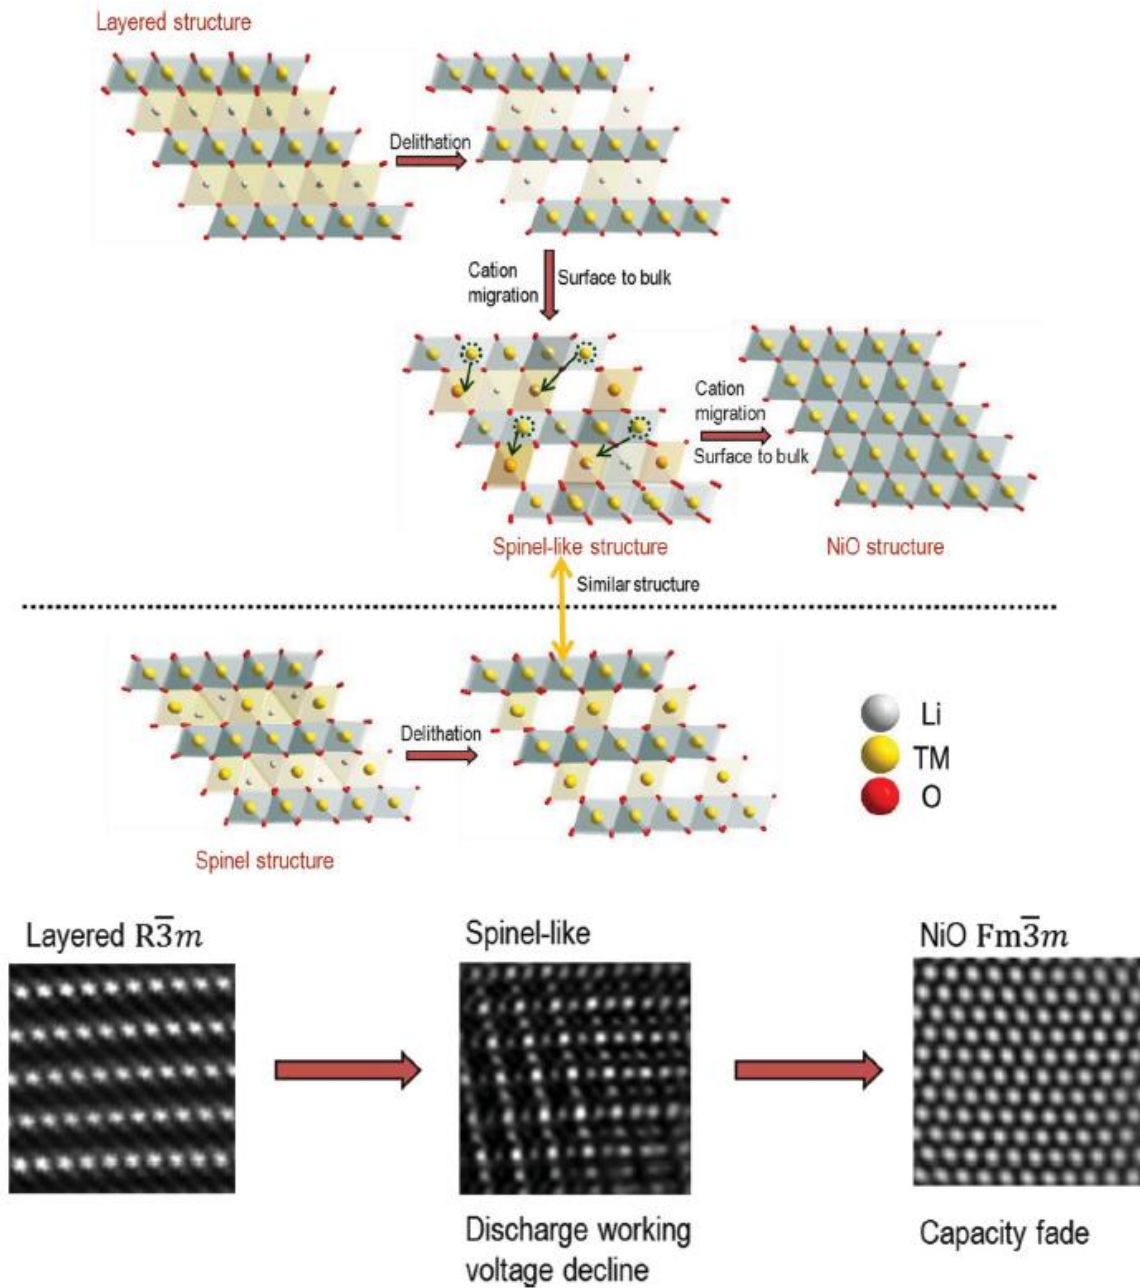 Layered structure
Delithation
Cation
migration
Surface to bulk
Cation
migration
Surface to bulk
Spinel-like structure
NiO structure
Similar structure
Delithation
Li
TM
O
Spinel structure
Layered R3̅m
Spinel-like
NiO Fm3̅m
Discharge working
voltage decline
Capacity fade